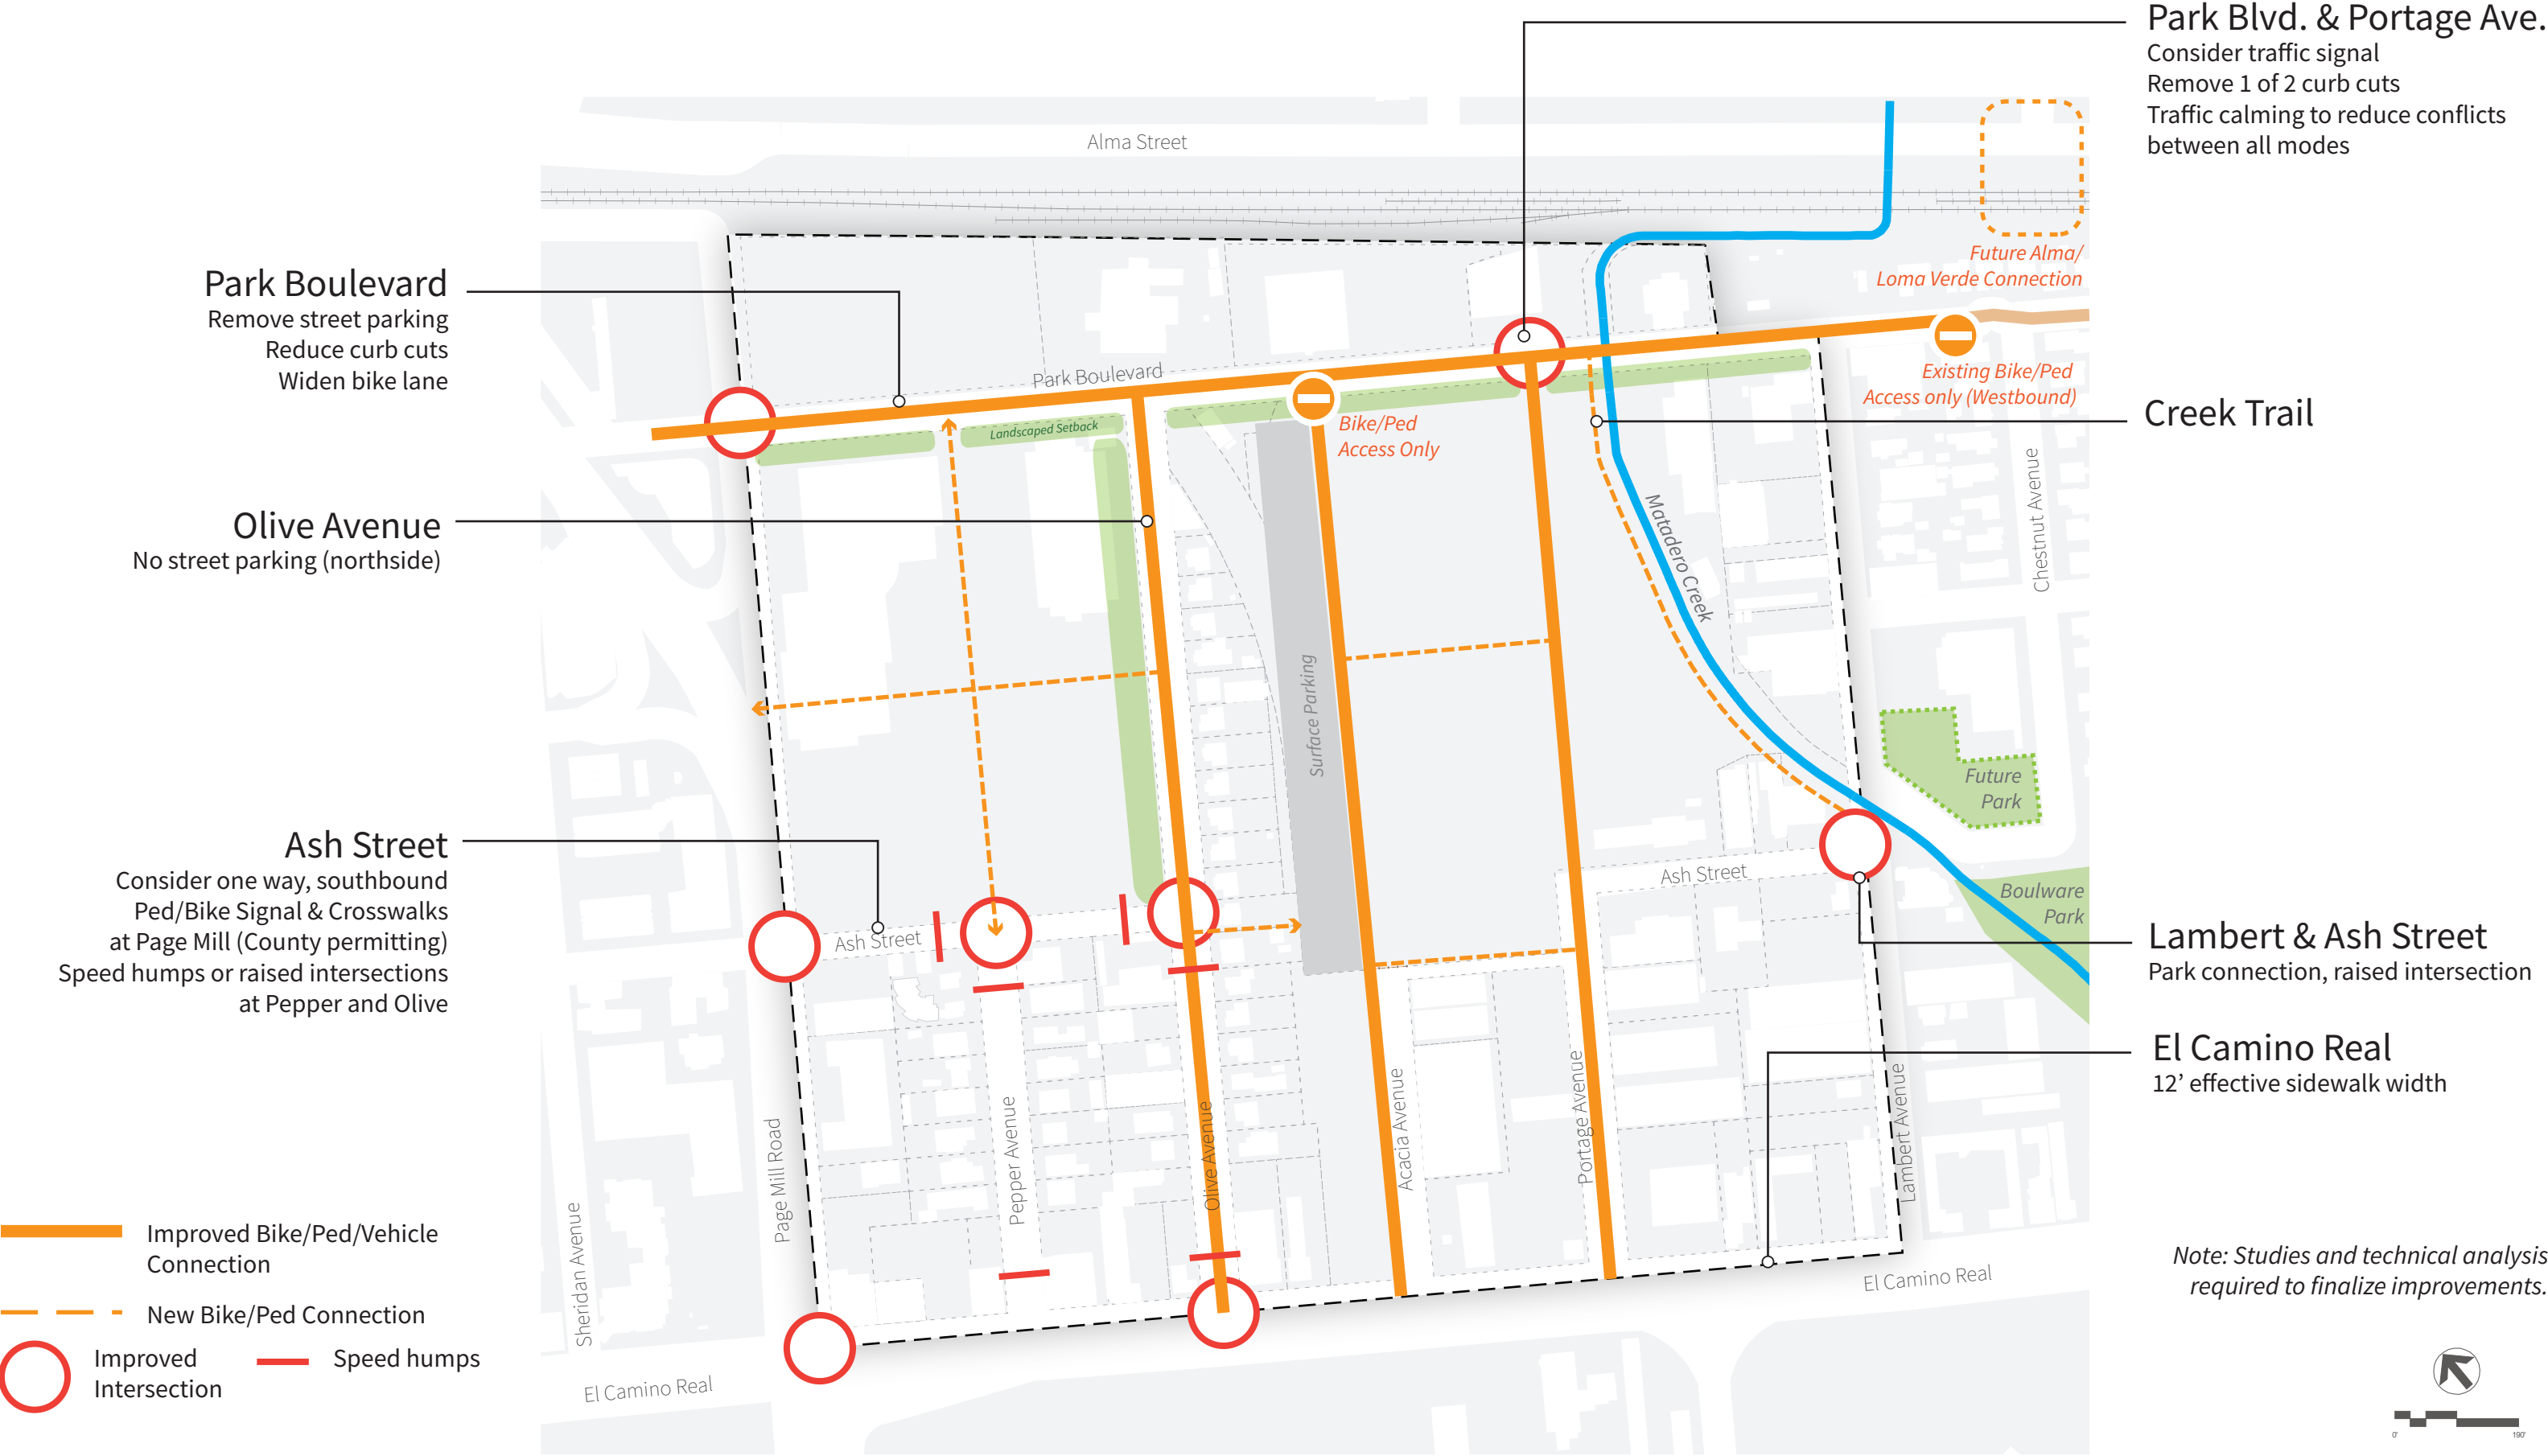 Park Blvd. & Portage Ave.
Consider traffic signal
Remove 1 of 2 curb cuts
Traffic calming to reduce conflicts
between all modes
Alma Street
Future Alma/
Loma Verde Connection
Park Boulevard
Remove street parking
Reduce curb cuts
Widen bike lane
Park Boulevard
Existing Bike/Ped
Access only (Westbound)
Landscaped Setback
Bike/Ped
Access Only
Creek Trail
Olive Avenue
No street parking (northside)
Matadero Creek
Chestnut Avenue
Surface Parking
Future
Park
Ash Street
Consider one way, southbound
Ped/Bike Signal & Crosswalks
at Page Mill (County permitting)
Speed humps or raised intersections
at Pepper and Olive
Ash Street
Ash Street
Boulware
Park
Lambert & Ash Street
Park connection, raised intersection
El Camino Real
12’ effective sidewalk width
Sheridan Avenue
Page Mill Road
Pepper Avenue
Olive Avenue
Acacia Avenue
Portage Avenue
Lambert Avenue
El Camino Real
El Camino Real
Improved Bike/Ped/Vehicle
Connection
New Bike/Ped Connection
Improved
Intersection
Speed humps
Note: Studies and technical analysis
required to finalize improvements.
0'
190'